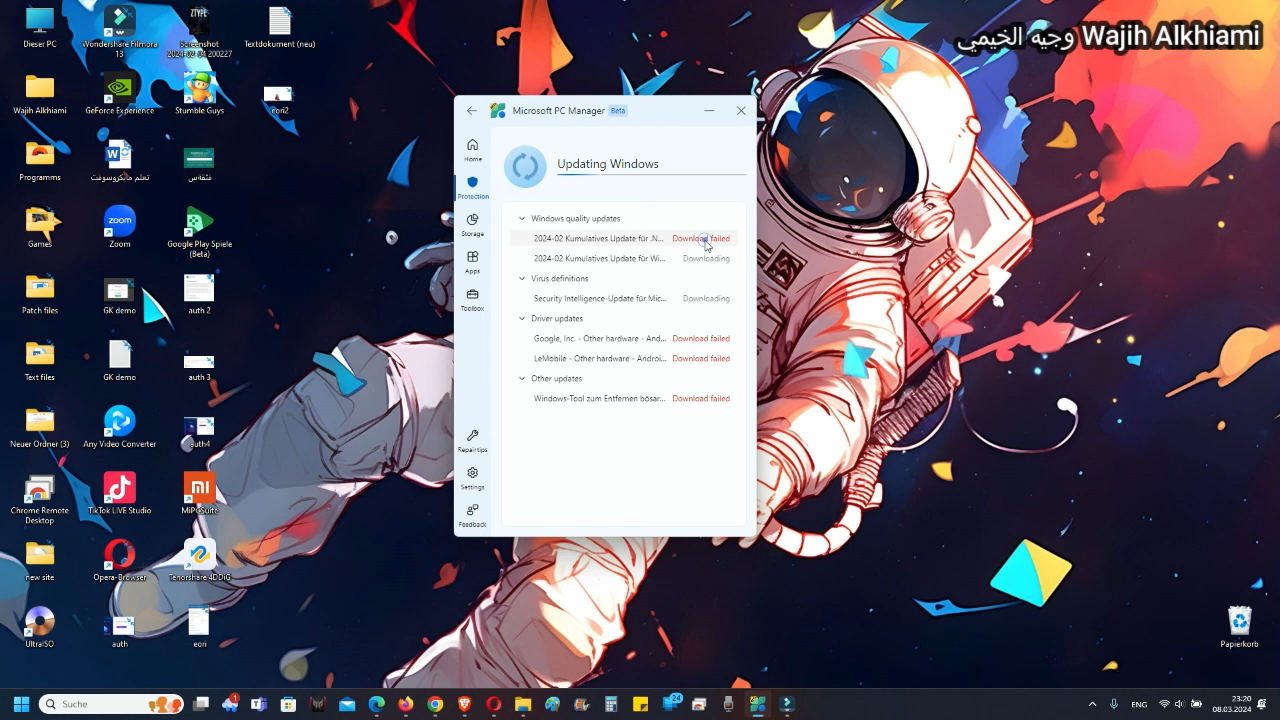 Dieser PC
Wondershare Filmora 13
Screenshot 2024-02-04 200227
Textdokument (neu)
وجيه الخيمي Wajih Alkhiami
Wajih Alkhiami
GeForce Experience
Stumble Guys
eori2
Programms
تعلم مايكروسوفت
Games
Zoom
Google Play Spiele (Beta)
Patch files
GK demo
auth 2
Text files
GK demo
auth 3
Neuer Ordner (3)
Any Video Converter
auth4
Chrome Remote Desktop
TikTok LIVE Studio
MiPCSuite
new site
Opera-Browser
Tenorshare 4DDiG
UltraISO
auth
eori
Microsoft PC Manager Beta
Home
Protection
Storage
Apps
Toolbox
Repairtips
Settings
Feedback
Updating Windows
Windows quality updates
2024-02 Kumulatives Update für .N... Download failed
2024-02 Kumulatives Update für Wi... Downloading
Virus definitions
Security Intelligence-Update für Mic... Downloading
Driver updates
Google, Inc. - Other hardware - And... Download failed
LeMobile - Other hardware - Androi... Download failed
Other updates
Windows-Tool zum Entfernen bösar... Download failed
Papierkorb
Suche
1
24
ENG
23:20
08.03.2024